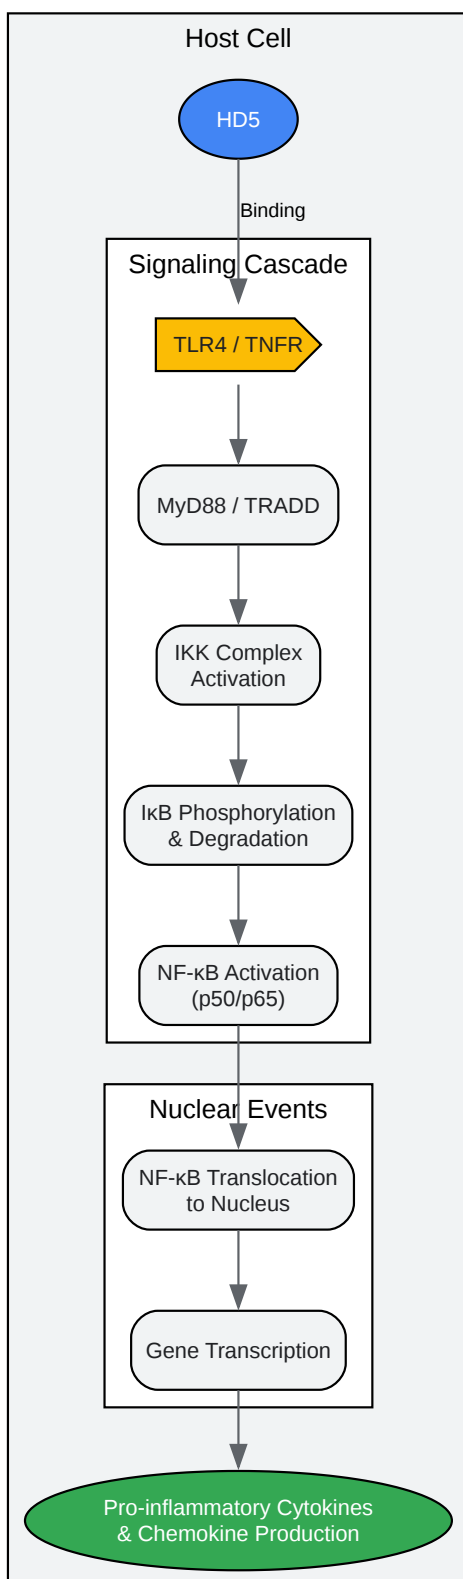 Host Cell
HD5
Binding
Signaling Cascade
TLR4 / TNFR
MyD88 / TRADD
IKK Complex
Activation
IκB Phosphorylation
& Degradation
NF-κB Activation
(p50/p65)
Nuclear Events
NF-κB Translocation
to Nucleus
Gene Transcription
Pro-inflammatory Cytokines
& Chemokine Production